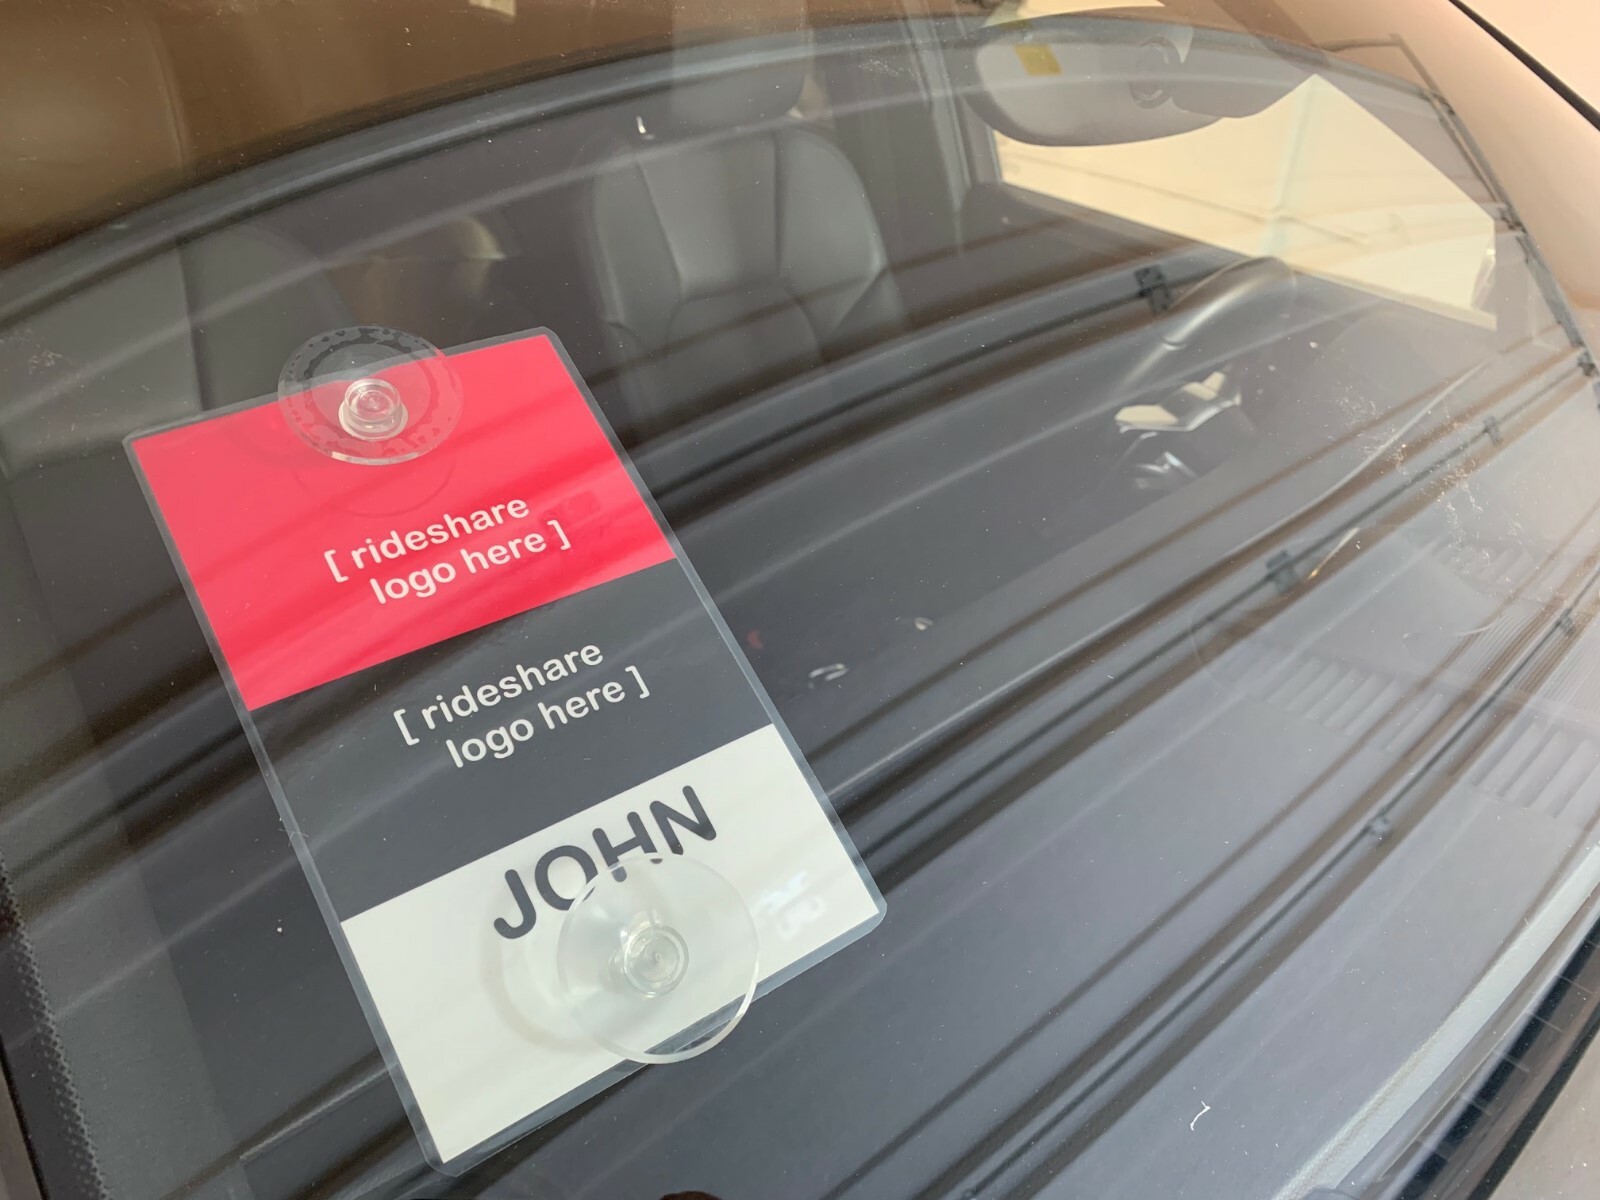 [ rideshare
logo here ]
[ rideshare
logo here ]
JOHN